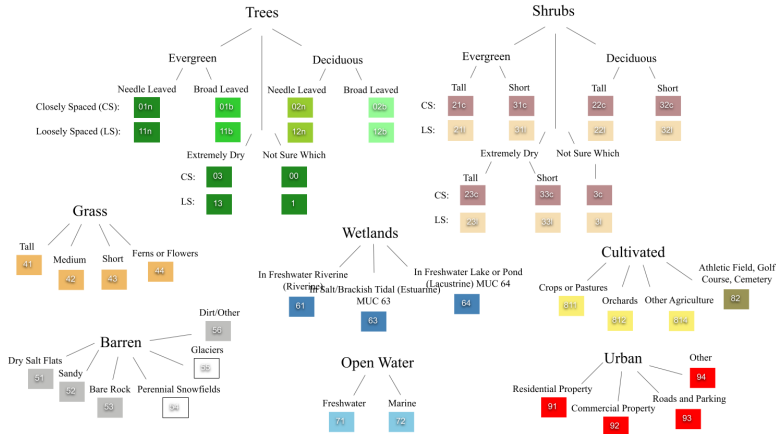 Trees
Evergreen
Deciduous
Needle Leaved
Broad Leaved
Needle Leaved
Broad Leaved
Closely Spaced (CS):
01n
01b
02n
02b
Loosely Spaced (LS):
11n
11b
12n
12b
Extremely Dry
Not Sure Which
CS:
03
00
LS:
13
1
Shrubs
Evergreen
Deciduous
Tall
Short
Tall
Short
CS:
21c
31c
22c
32c
LS:
21l
31l
22l
32l
Extremely Dry
Not Sure Which
Tall
Short
CS:
23c
33c
3c
LS:
23l
33l
3l
Grass
Tall
Medium
Short
Ferns or Flowers
41
42
43
44
Wetlands
In Freshwater Riverine
(Riverine)
In Salt/Brackish Tidal (Estuarine)
MUC 63
In Freshwater Lake or Pond
(Lacustrine) MUC 64
61
63
64
Cultivated
Crops or Pastures
Orchards
Other Agriculture
Athletic Field, Golf
Course, Cemetery
811
812
814
82
Barren
Dry Salt Flats
Sandy
Bare Rock
Perennial Snowfields
Glaciers
Dirt/Other
51
52
53
54
55
56
Open Water
Freshwater
Marine
71
72
Urban
Residential Property
Commercial Property
Roads and Parking
Other
91
92
93
94